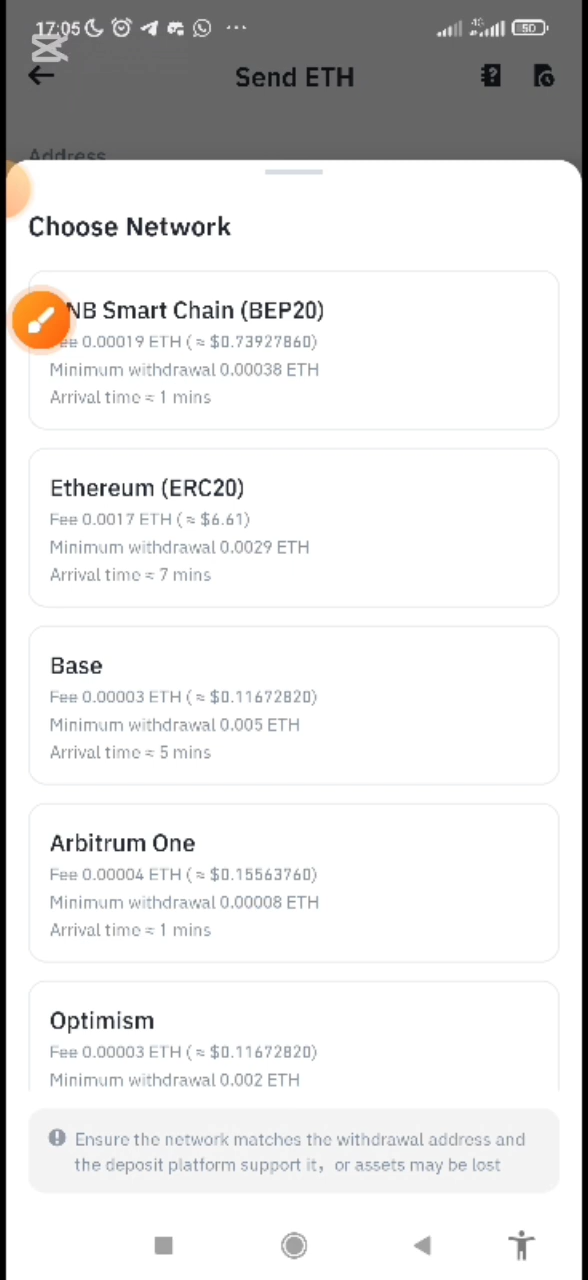 17:05
4G
50
Send ETH
Address
Choose Network
NB Smart Chain (BEP20)
Fee 0.00019 ETH ( ≈ $0.73927860)
Minimum withdrawal 0.00038 ETH
Arrival time ≈ 1 mins
Ethereum (ERC20)
Fee 0.0017 ETH ( ≈ $6.61)
Minimum withdrawal 0.0029 ETH
Arrival time ≈ 7 mins
Base
Fee 0.00003 ETH ( ≈ $0.11672820)
Minimum withdrawal 0.005 ETH
Arrival time ≈ 5 mins
Arbitrum One
Fee 0.00004 ETH ( ≈ $0.15563760)
Minimum withdrawal 0.00008 ETH
Arrival time ≈ 1 mins
Optimism
Fee 0.00003 ETH ( ≈ $0.11672820)
Minimum withdrawal 0.002 ETH
Ensure the network matches the withdrawal address and
the deposit platform support it, or assets may be lost